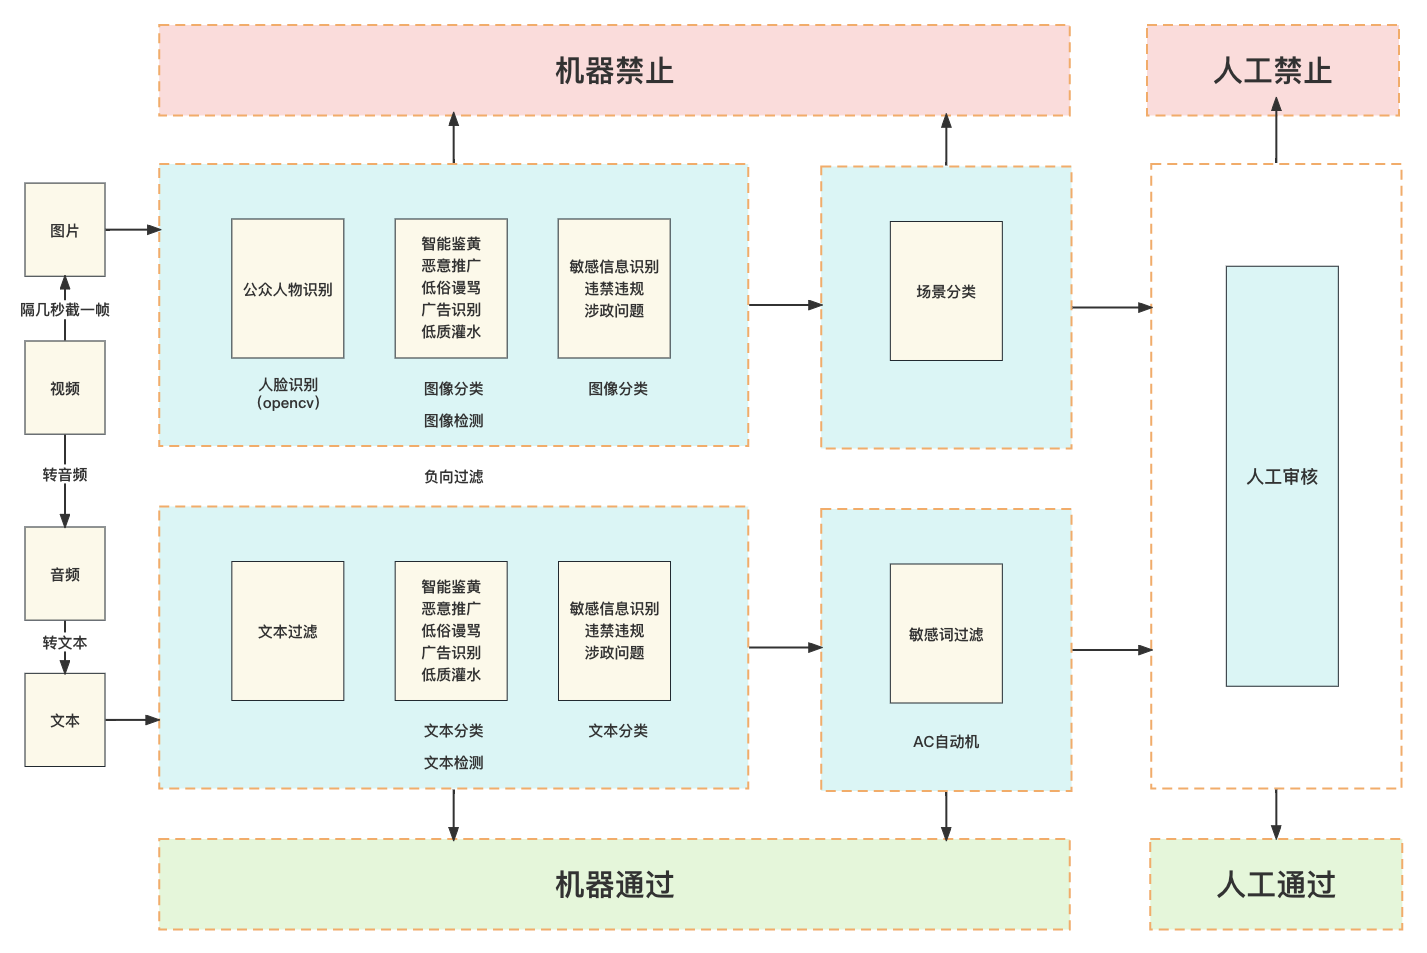 机器禁止
人工禁止
图片
隔几秒截一帧
视频
转音频
音频
转文本
文本
公众人物识别
人脸识别
(opencv)
智能鉴黄
恶意推广
低俗谩骂
广告识别
低质灌水
图像分类
图像检测
敏感信息识别
违禁违规
涉政问题
图像分类
场景分类
负向过滤
文本过滤
智能鉴黄
恶意推广
低俗谩骂
广告识别
低质灌水
文本分类
文本检测
敏感信息识别
违禁违规
涉政问题
文本分类
敏感词过滤
AC自动机
人工审核
机器通过
人工通过